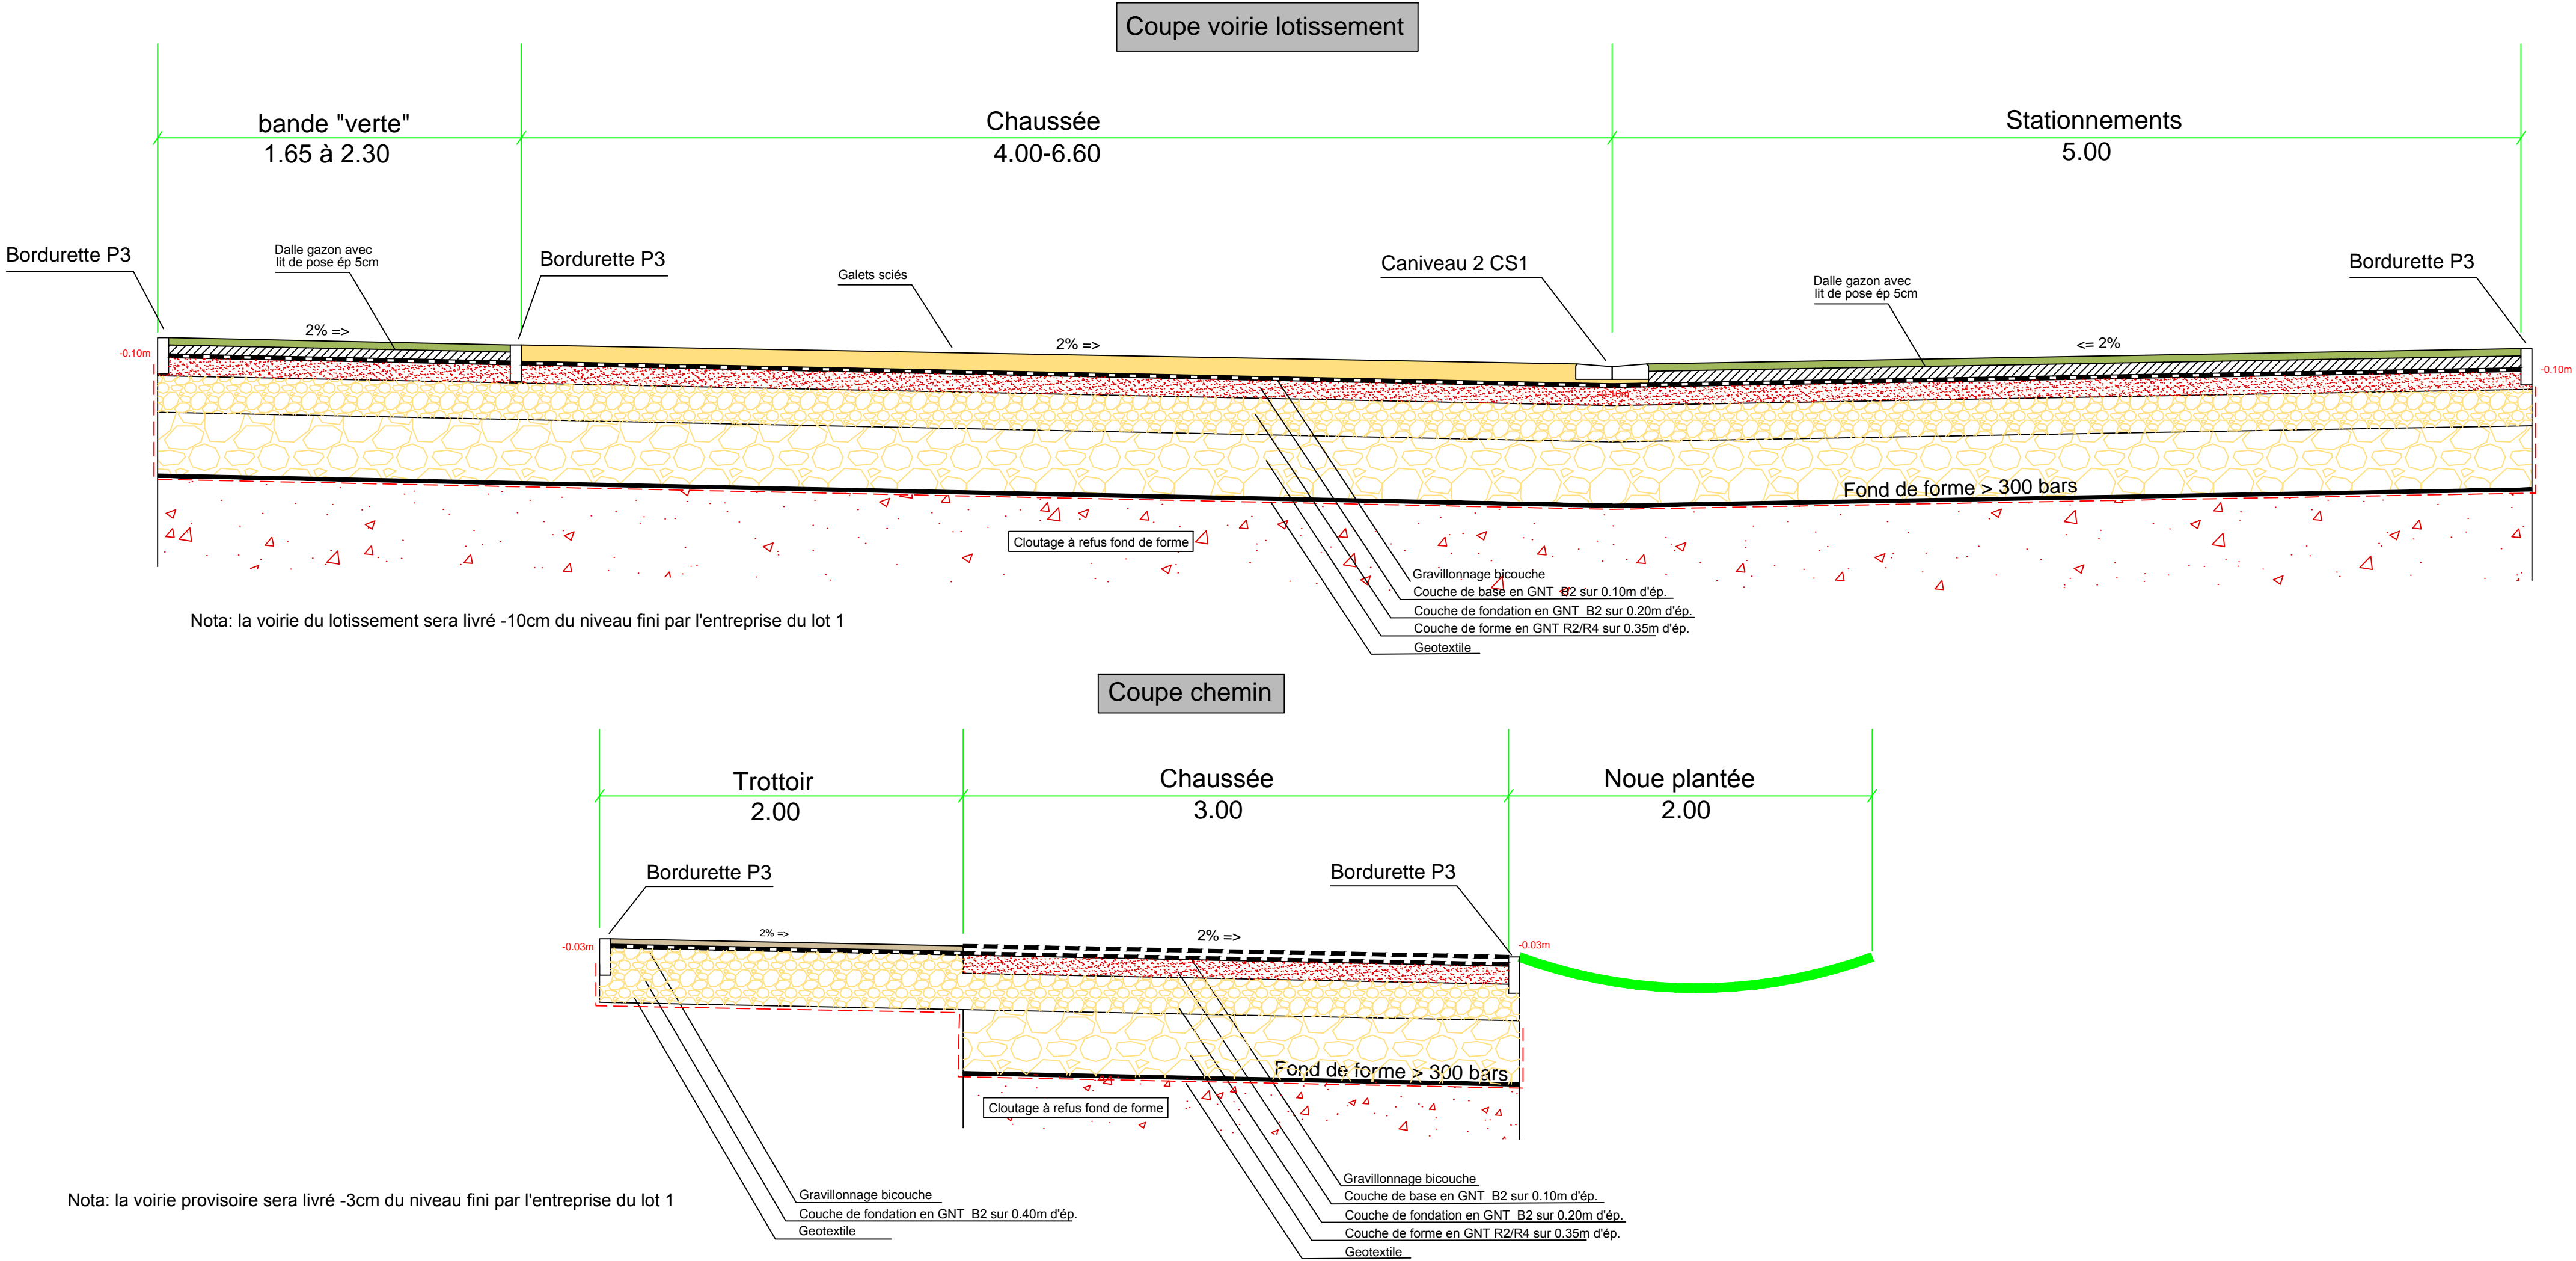 Coupe voirie lotissement
bande "verte"
1.65 à 2.30
Chaussée
4.00-6.60
Stationnements
5.00
Bordurette P3
Dalle gazon avec
lit de pose ép 5cm
Bordurette P3
Galets sciés
Caniveau 2 CS1
Dalle gazon avec
lit de pose ép 5cm
Bordurette P3
2% =>
2% =>
<= 2%
-0.10m
-0.10m
Fond de forme > 300 bars
Cloutage à refus fond de forme
Gravillonnage bicouche
Couche de base en GNT B2 sur 0.10m d'ép.
Couche de fondation en GNT B2 sur 0.20m d'ép.
Couche de forme en GNT R2/R4 sur 0.35m d'ép.
Geotextile
Nota: la voirie du lotissement sera livré -10cm du niveau fini par l'entreprise du lot 1
Coupe chemin
Trottoir
2.00
Chaussée
3.00
Noue plantée
2.00
Bordurette P3
Bordurette P3
2% =>
2% =>
-0.03m
-0.03m
Fond de forme > 300 bars
Cloutage à refus fond de forme
Gravillonnage bicouche
Couche de fondation en GNT B2 sur 0.40m d'ép.
Geotextile
Gravillonnage bicouche
Couche de base en GNT B2 sur 0.10m d'ép.
Couche de fondation en GNT B2 sur 0.20m d'ép.
Couche de forme en GNT R2/R4 sur 0.35m d'ép.
Geotextile
Nota: la voirie provisoire sera livré -3cm du niveau fini par l'entreprise du lot 1